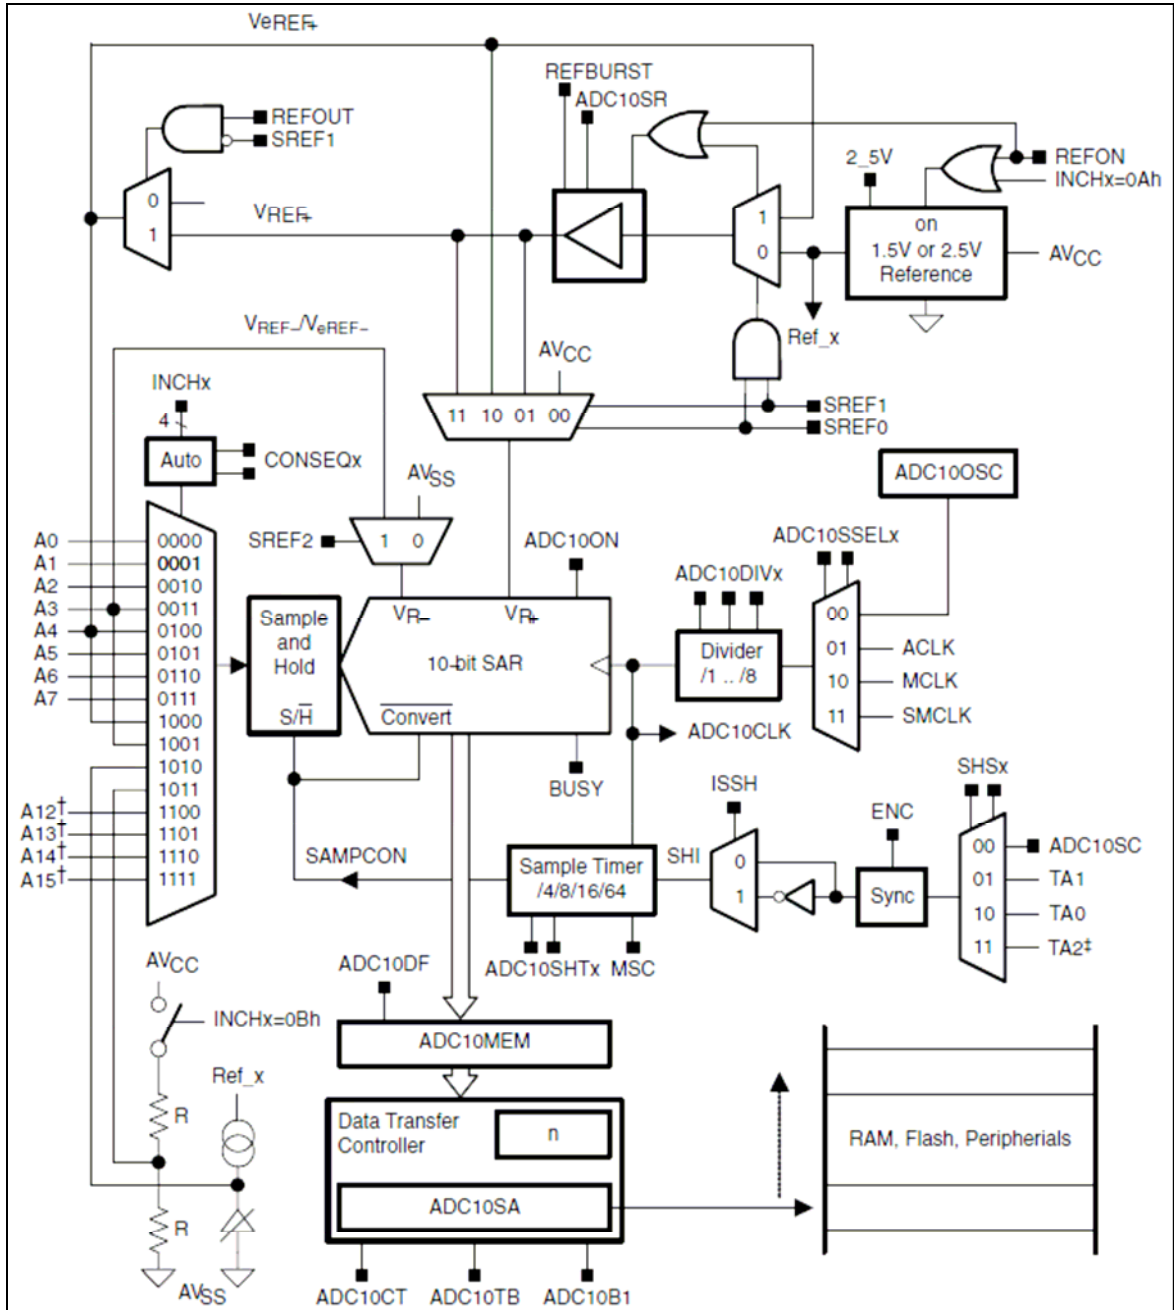 VeREF+
REFBURST
ADC10SR
REFOUT
SREF1
2_5V
REFON
INCHx=0Ah
0
1
VREF+
1
0
on
1.5V or 2.5V
Reference
AVCC
VREF−/VeREF−
Ref_x
AVCC
INCHx
4
11 10 01 00
SREF1
SREF0
Auto
CONSEQx
AVSS
ADC10OSC
SREF2
1 0
ADC10ON
ADC10SSELx
ADC10DIVx
A0 0000
A1 0001
A2 0010
A3 0011
A4 0100
A5 0101
A6 0110
A7 0111
1000
1001
1010
1011
A12† 1100
A13† 1101
A14† 1110
A15† 1111
Sample
and
Hold
S/H
VR−
VR+
10−bit SAR
Convert
Divider
/1 .. /8
00
01 ACLK
10 MCLK
11 SMCLK
ADC10CLK
BUSY
ISSH
SHSx
ENC
SAMPCON
Sample Timer
/4/8/16/64
SHI
0
1
Sync
00 ADC10SC
01 TA1
10 TA0
11 TA2‡
ADC10DF
ADC10SHTx
MSC
AVCC
INCHx=0Bh
ADC10MEM
Ref_x
R
Data Transfer
Controller
n
RAM, Flash, Peripherials
ADC10SA
R
AVSS
ADC10CT
ADC10TB
ADC10B1